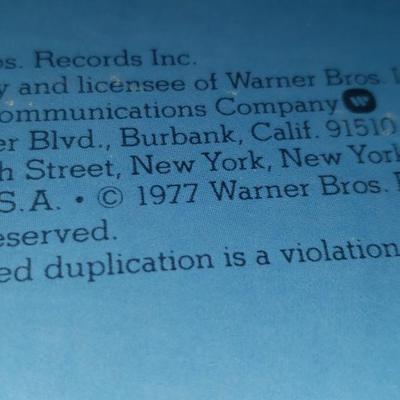 os. Records Inc.
y and licensee of Warner Bros.
ommunications Company
er Blvd., Burbank, Calif. 91510
h Street, New York, New York
S.A. • © 1977 Warner Bros.
eserved.
ed duplication is a violation